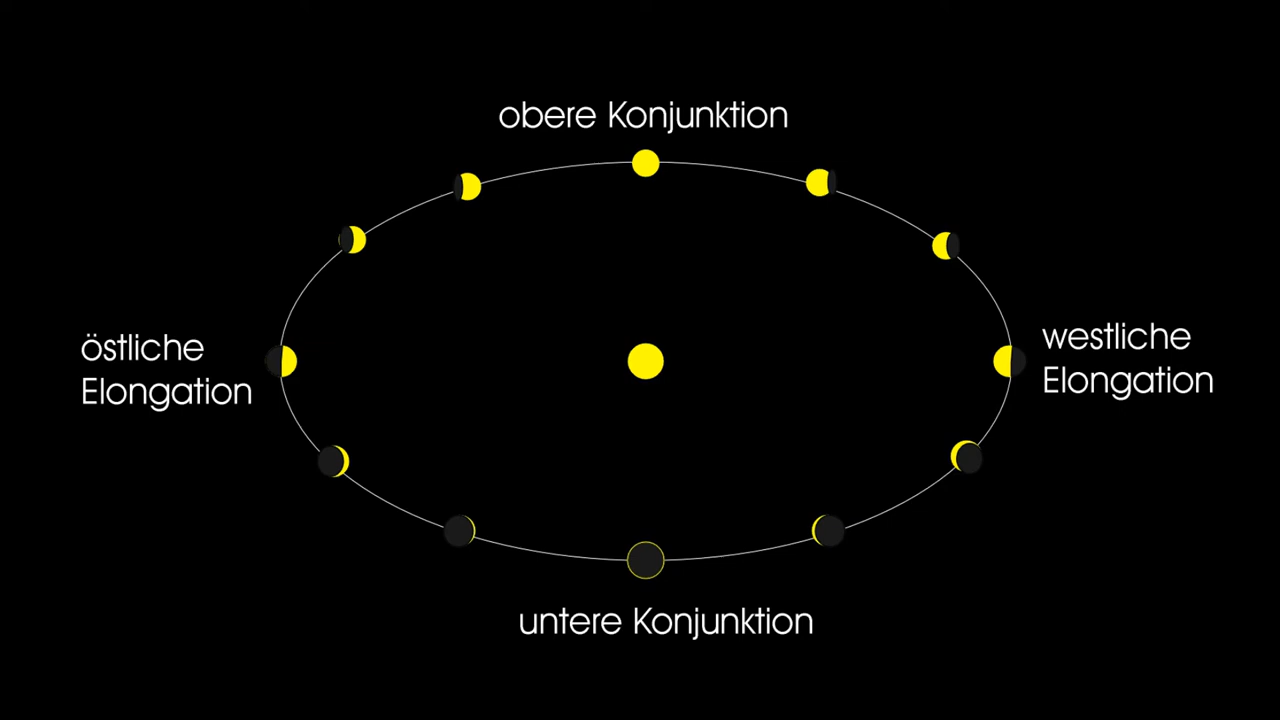 obere Konjunktion
östliche
Elongation
westliche
Elongation
untere Konjunktion